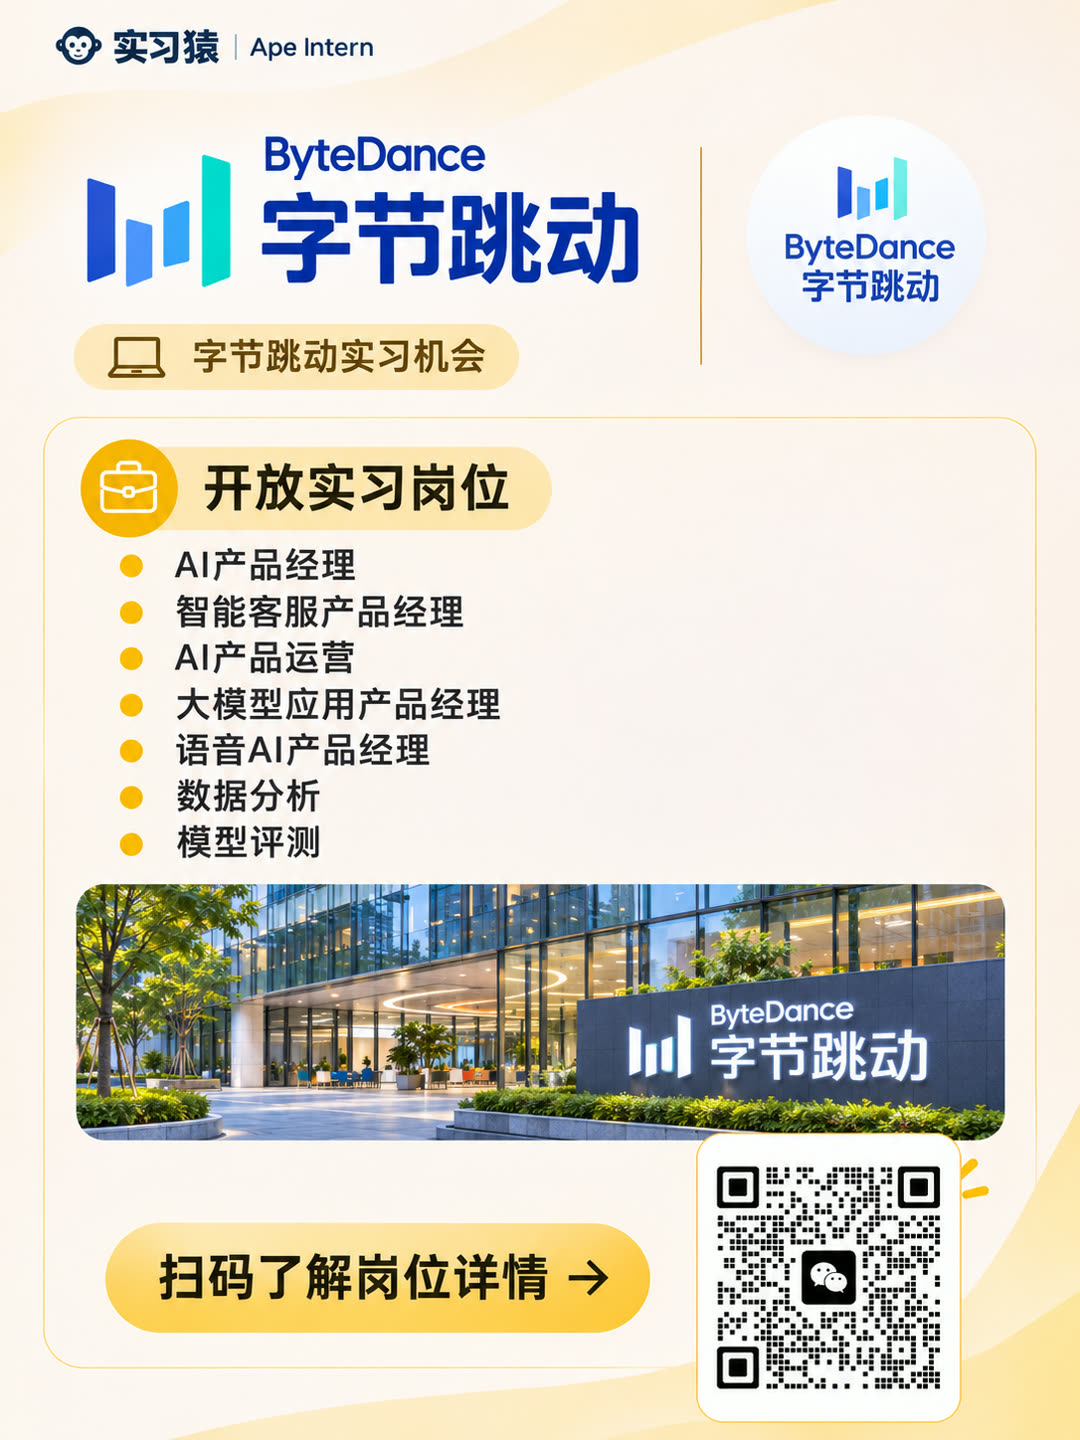 实习猿 | Ape Intern
ByteDance
字节跳动
ByteDance
字节跳动
字节跳动实习机会
开放实习岗位
AI产品经理
智能客服产品经理
AI产品运营
大模型应用产品经理
语音AI产品经理
数据分析
模型评测
ByteDance
字节跳动
扫码了解岗位详情 →